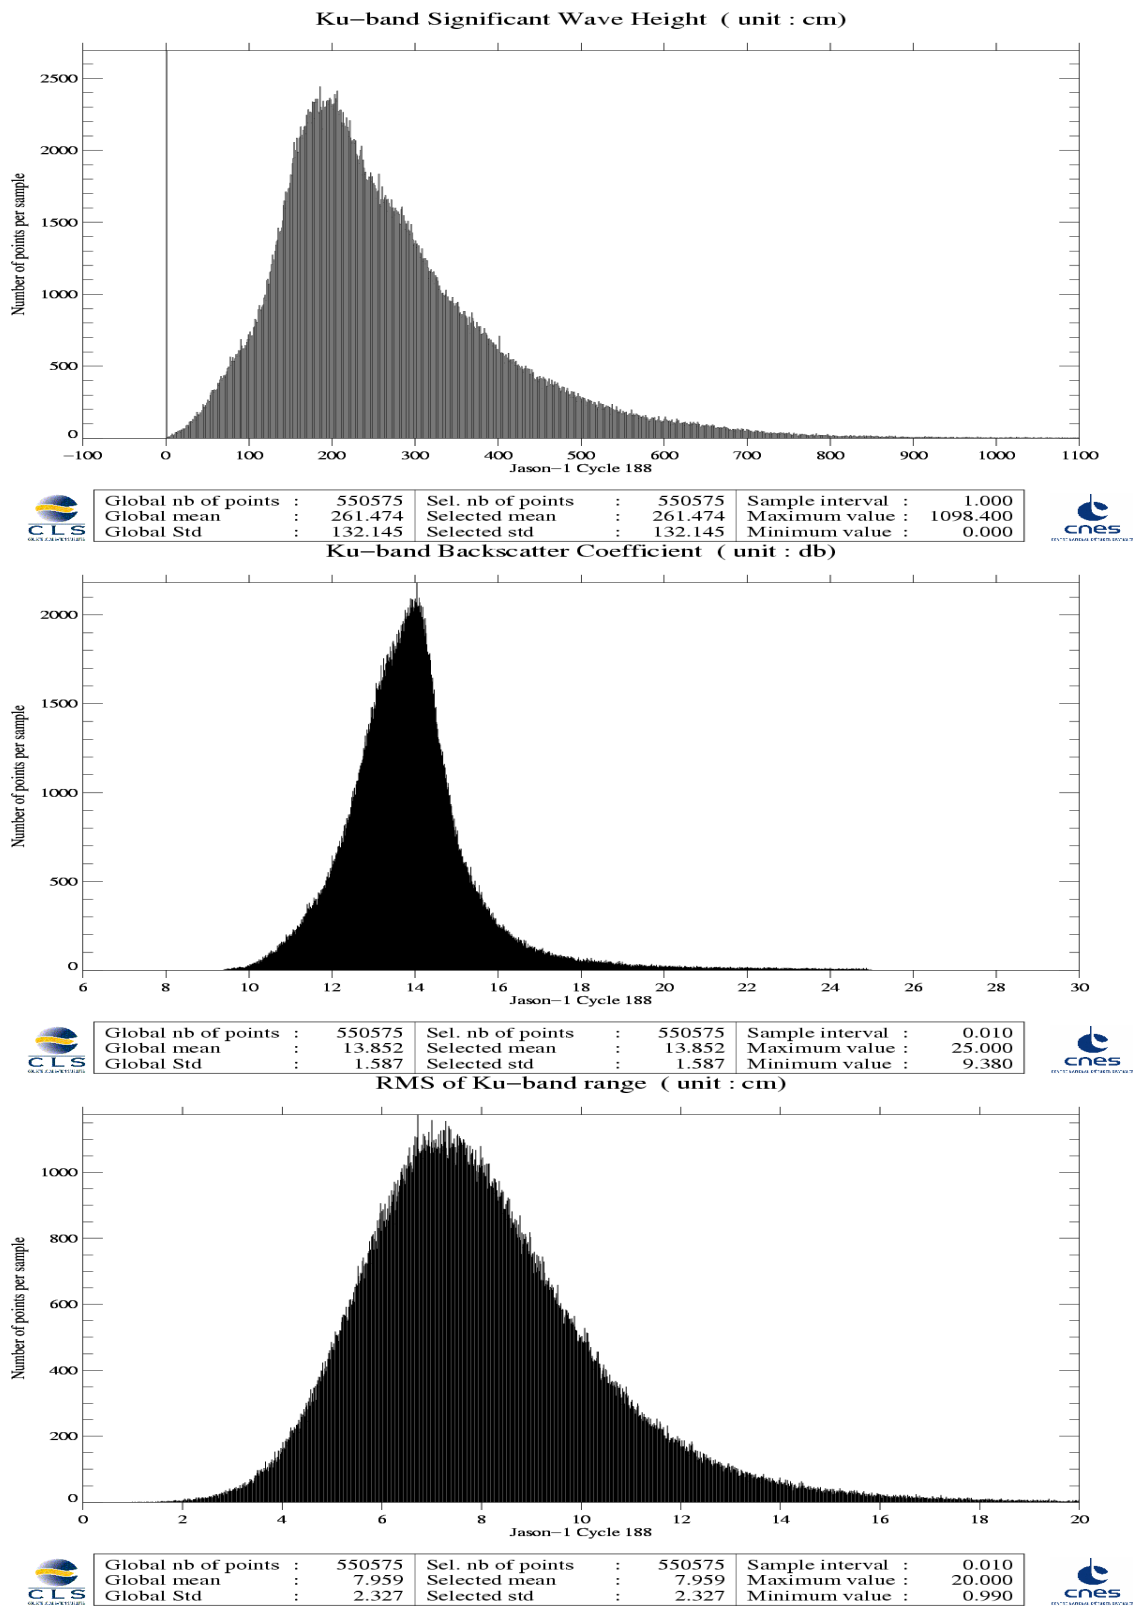 Ku-band Significant Wave Height ( unit : cm)
Number of points per sample
2500
2000
1500
1000
500
0
-100 0 100 200 300 400 500 600 700 800 900 1000 1100
Jason-1 Cycle 188
Global nb of points : 550575 Sel. nb of points : 550575 Sample interval : 1.000
Global mean : 261.474 Selected mean : 261.474 Maximum value : 1098.400
Global Std : 132.145 Selected std : 132.145 Minimum value : 0.000
CLS
cnes
Ku-band Backscatter Coefficient ( unit : db)
Number of points per sample
2000
1500
1000
500
0
6 8 10 12 14 16 18 20 22 24 26 28 30
Jason-1 Cycle 188
Global nb of points : 550575 Sel. nb of points : 550575 Sample interval : 0.010
Global mean : 13.852 Selected mean : 13.852 Maximum value : 25.000
Global Std : 1.587 Selected std : 1.587 Minimum value : 9.380
CLS
cnes
RMS of Ku-band range ( unit : cm)
Number of points per sample
1000
800
600
400
200
0
0 2 4 6 8 10 12 14 16 18 20
Jason-1 Cycle 188
Global nb of points : 550575 Sel. nb of points : 550575 Sample interval : 0.010
Global mean : 7.959 Selected mean : 7.959 Maximum value : 20.000
Global Std : 2.327 Selected std : 2.327 Minimum value : 0.990
CLS
cnes